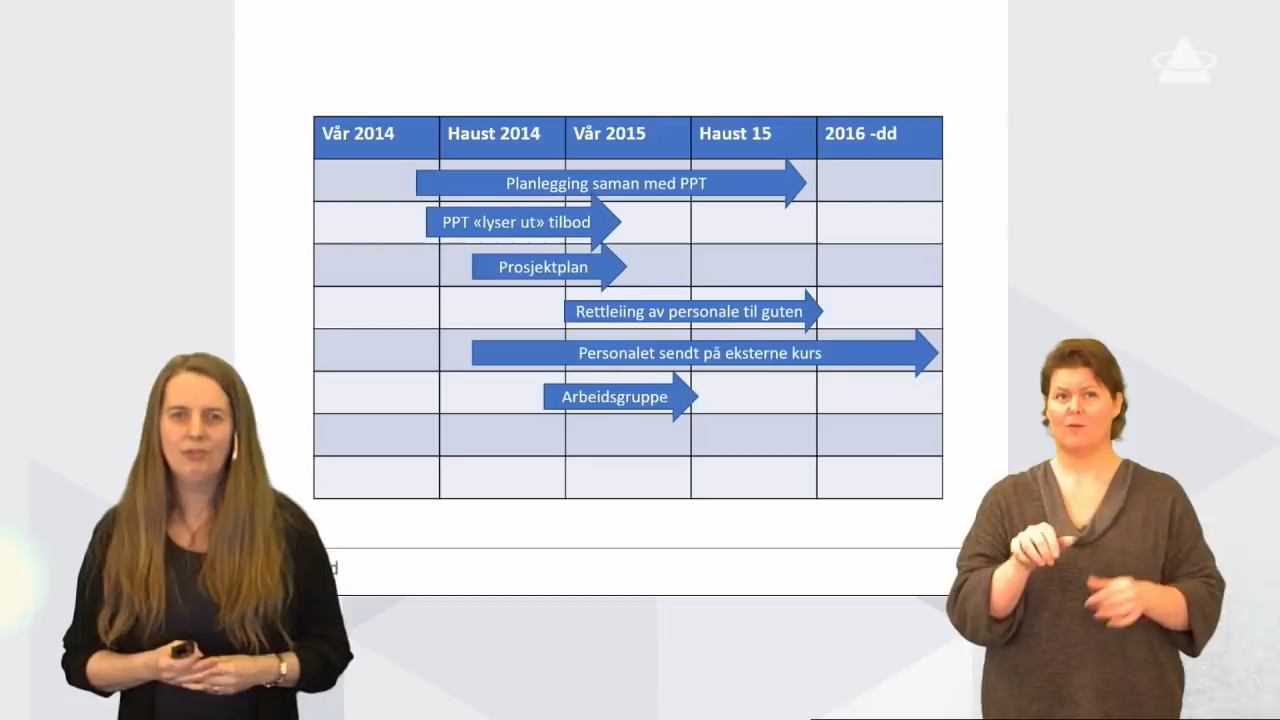 Vår 2014 Haust 2014 Vår 2015 Haust 15 2016 -dd
Planlegging saman med PPT
PPT «lyser ut» tilbod
Prosjektplan
Rettleiing av personale til guten
Personalet sendt på eksterne kurs
Arbeidsgruppe
d